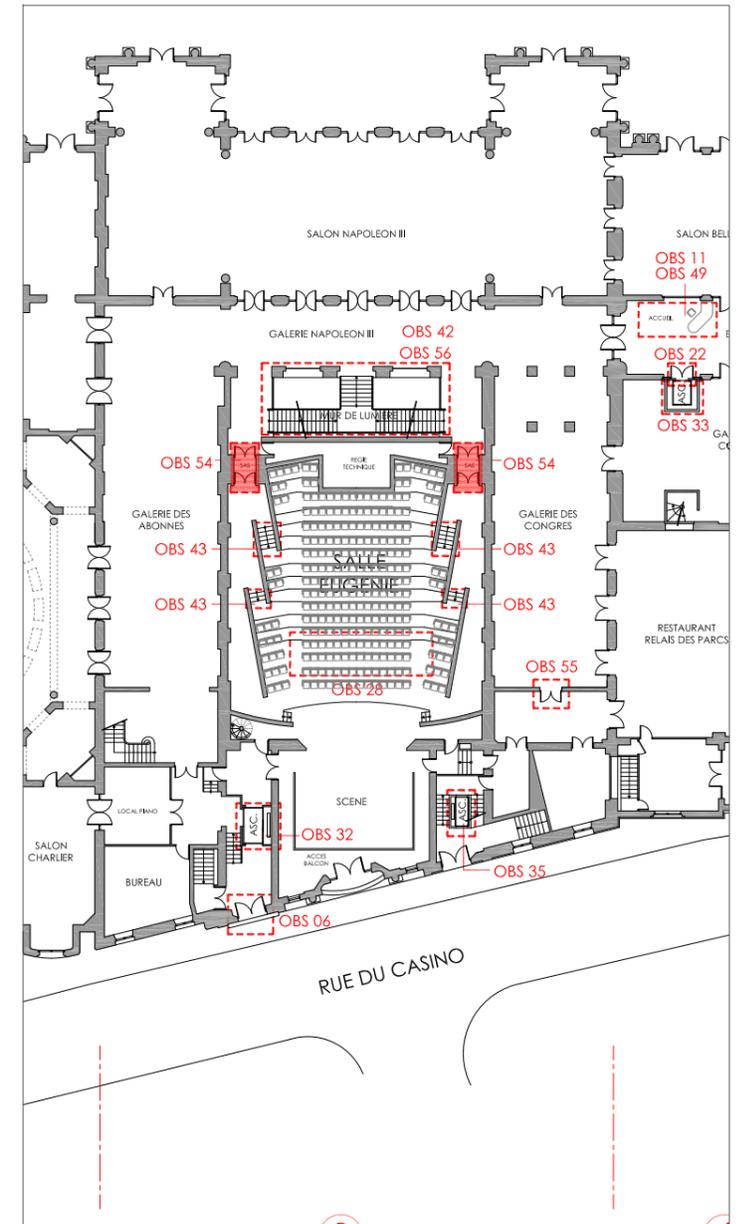 SALON NAPOLEON III
SALON BEL
OBS 11
OBS 49
ACCUEIL
GALERIE NAPOLEON III
OBS 42
OBS 56
OBS 22
ASC.
OBS 33
MUR DE LUMIERE
REGIE
TECHNIQUE
OBS 54
SAS
SAS
OBS 54
GALERIE DES
ABONNES
GALERIE DES
CONGRES
OBS 43
OBS 43
SALLE
EUGENIE
OBS 43
OBS 43
RESTAURANT
RELAIS DES PARCS
OBS 55
OBS 28
SCENE
LOCAL PIANO
ASC.
ASC.
OBS 32
SALON
CHARLIER
ACCES
BALCON
OBS 35
BUREAU
OBS 06
RUE DU CASINO